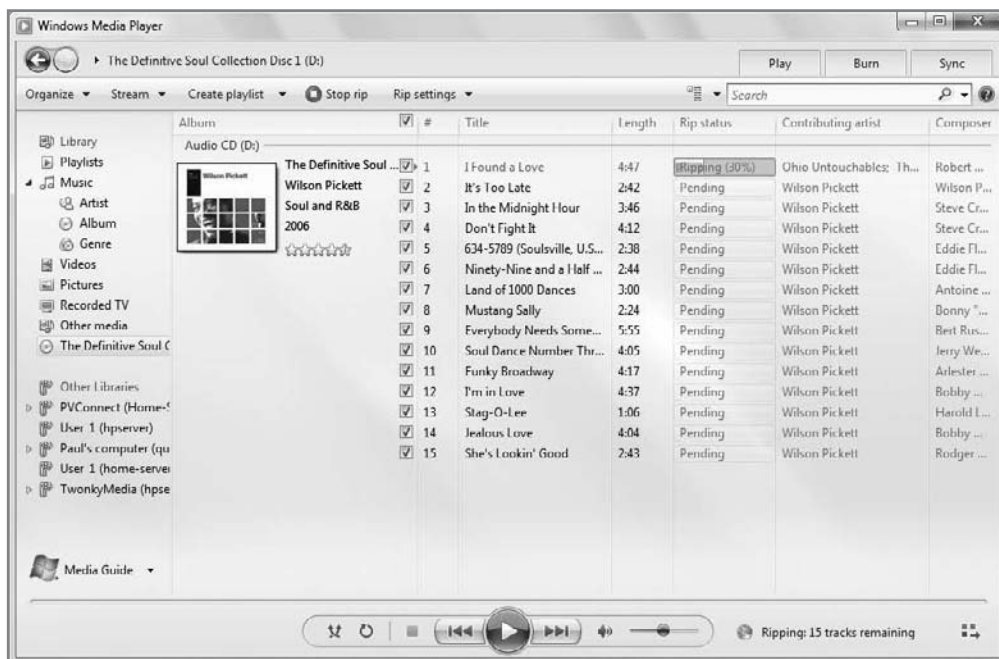 Windows Media Player
The Definitive Soul Collection Disc 1 (D:)
Play Burn Sync
Organize Stream Create playlist Stop rip Rip settings Search
Album # Title Length Rip status Contributing artist Composer
Library
Playlists
Music
Artist
Album
Genre
Videos
Pictures
Recorded TV
Other media
The Definitive Soul C
Other Libraries
PVConnect (Home-S
User 1 (hpserver)
Paul's computer (qu
User 1 (home-server
TwonkyMedia (hpse
Media Guide
Audio CD (D:)
Wilson Pickett
The Definitive Soul ...
Wilson Pickett
Soul and R&B
2006
1 I Found a Love 4:47 Ripping (30%) Ohio Untouchables; Th... Robert ...
2 It's Too Late 2:42 Pending Wilson Pickett Wilson P...
3 In the Midnight Hour 3:46 Pending Wilson Pickett Steve Cr...
4 Don't Fight It 4:12 Pending Wilson Pickett Steve Cr...
5 634-5789 (Soulsville, U.S... 2:38 Pending Wilson Pickett Eddie Fl...
6 Ninety-Nine and a Half ... 2:44 Pending Wilson Pickett Eddie Fl...
7 Land of 1000 Dances 3:00 Pending Wilson Pickett Antoine ...
8 Mustang Sally 2:24 Pending Wilson Pickett Bonny "...
9 Everybody Needs Some... 5:55 Pending Wilson Pickett Bert Rus...
10 Soul Dance Number Thr... 4:05 Pending Wilson Pickett Jerry We...
11 Funky Broadway 4:17 Pending Wilson Pickett Arlester ...
12 I'm in Love 4:37 Pending Wilson Pickett Bobby ...
13 Stag-O-Lee 1:06 Pending Wilson Pickett Harold L...
14 Jealous Love 4:04 Pending Wilson Pickett Bobby ...
15 She's Lookin' Good 2:43 Pending Wilson Pickett Rodger ...
Ripping: 15 tracks remaining